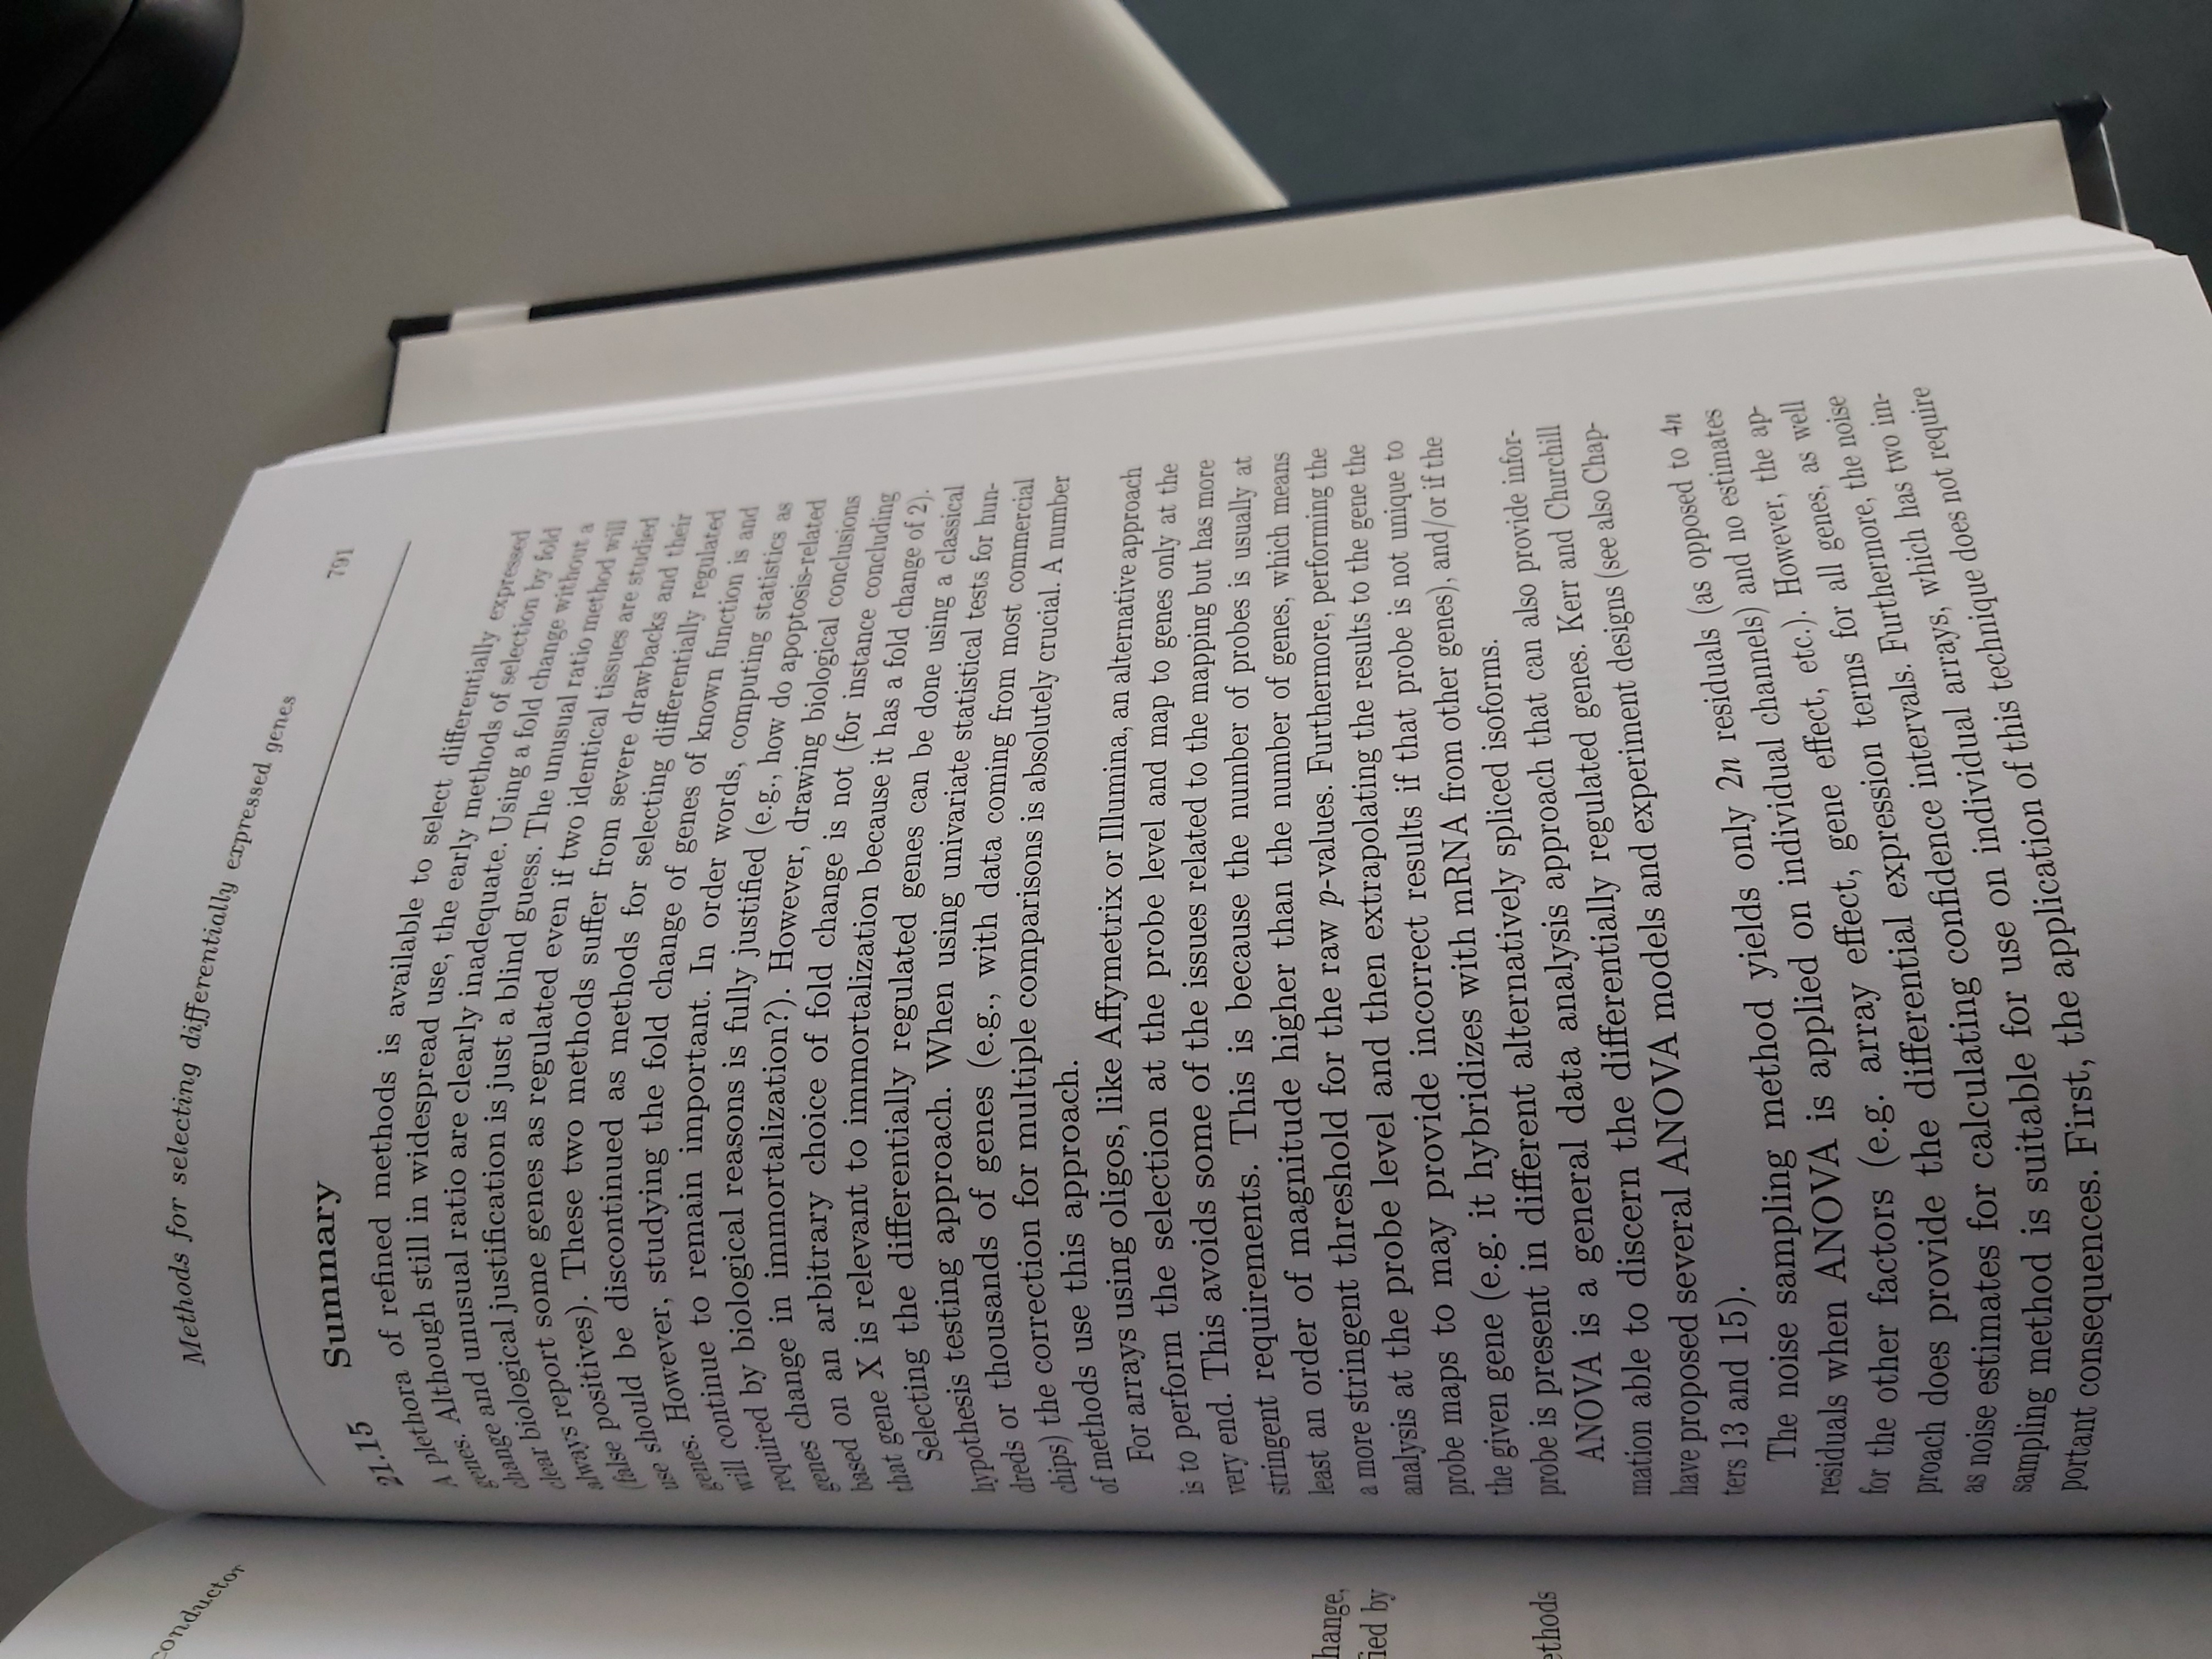 conductor
hange,
fied by
ethods
Methods for selecting differentially expressed genes
791
21.15 Summary
A plethora of refined methods is available to select differentially expressed
genes. Although still in widespread use, the early methods of selection by fold
change and unusual ratio are clearly inadequate. Using a fold change without a
clear biological justification is just a blind guess. The unusual ratio method will
always report some genes as regulated even if two identical tissues are studied
(false positives). These two methods suffer from severe drawbacks and their
use should be discontinued as methods for selecting differentially regulated
genes. However, studying the fold change of genes of known function is and
will continue to remain important. In order words, computing statistics as
required by biological reasons is fully justified (e.g., how do apoptosis-related
genes change in immortalization?). However, drawing biological conclusions
based on an arbitrary choice of fold change is not (for instance concluding
that gene X is relevant to immortalization because it has a fold change of 2).
Selecting the differentially regulated genes can be done using a classical
hypothesis testing approach. When using univariate statistical tests for hun-
dreds or thousands of genes (e.g., with data coming from most commercial
chips) the correction for multiple comparisons is absolutely crucial. A number
of methods use this approach.
For arrays using oligos, like Affymetrix or Illumina, an alternative approach
is to perform the selection at the probe level and map to genes only at the
very end. This avoids some of the issues related to the mapping but has more
stringent requirements. This is because the number of probes is usually at
least an order of magnitude higher than the number of genes, which means
a more stringent threshold for the raw p-values. Furthermore, performing the
analysis at the probe level and then extrapolating the results to the gene the
probe maps to may provide incorrect results if that probe is not unique to
the given gene (e.g. it hybridizes with mRNA from other genes), and/or if the
probe is present in different alternatively spliced isoforms.
ANOVA is a general data analysis approach that can also provide infor-
mation able to discern the differentially regulated genes. Kerr and Churchill
have proposed several ANOVA models and experiment designs (see also Chap-
ters 13 and 15).
The noise sampling method yields only 2n residuals (as opposed to 4n
residuals when ANOVA is applied on individual channels) and no estimates
for the other factors (e.g. array effect, gene effect, etc.). However, the ap-
proach does provide the differential expression terms for all genes, as well
as noise estimates for calculating confidence intervals. Furthermore, the noise
sampling method is suitable for use on individual arrays, which has two im-
portant consequences. First, the application of this technique does not require